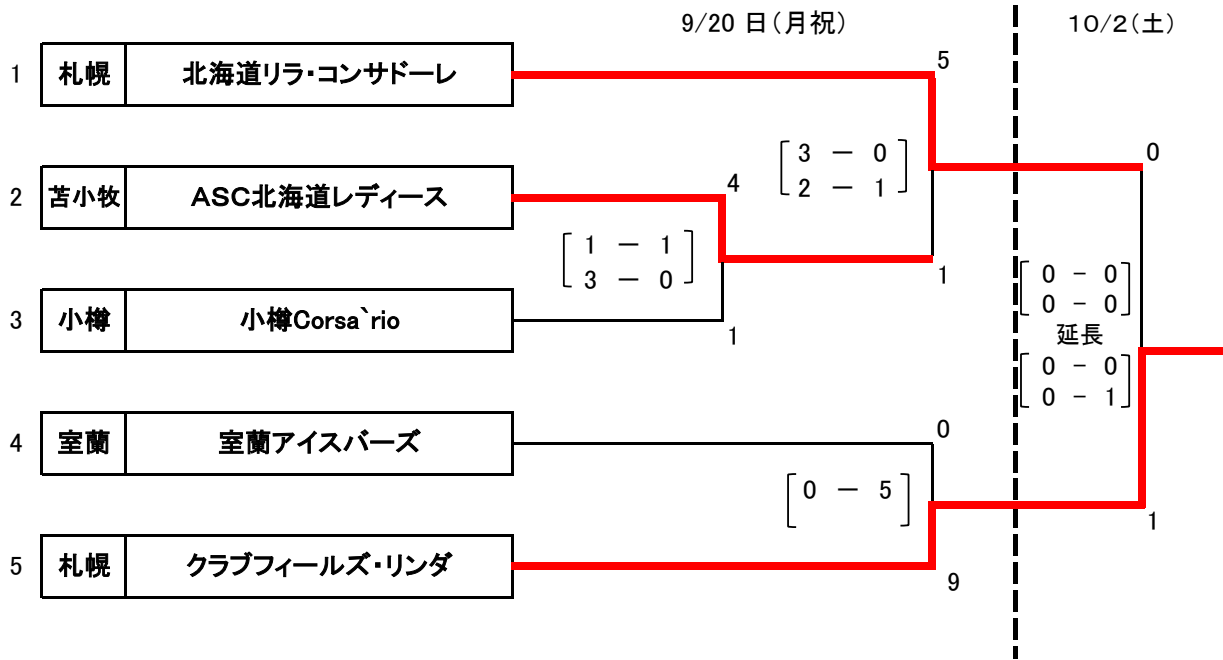 9/20 日(月祝)
10/2(土)
1 札幌 北海道リラ・コンサドーレ
5
3 － 0
2 － 1
0
2 苫小牧 ASC北海道レディース
4
1 － 1
3 － 0
1
3 小樽 小樽Corsa`rio
1
0 - 0
0 - 0
延長
0 - 0
0 - 1
4 室蘭 室蘭アイスバーズ
0
0 － 5
1
5 札幌 クラブフィールズ・リンダ
9